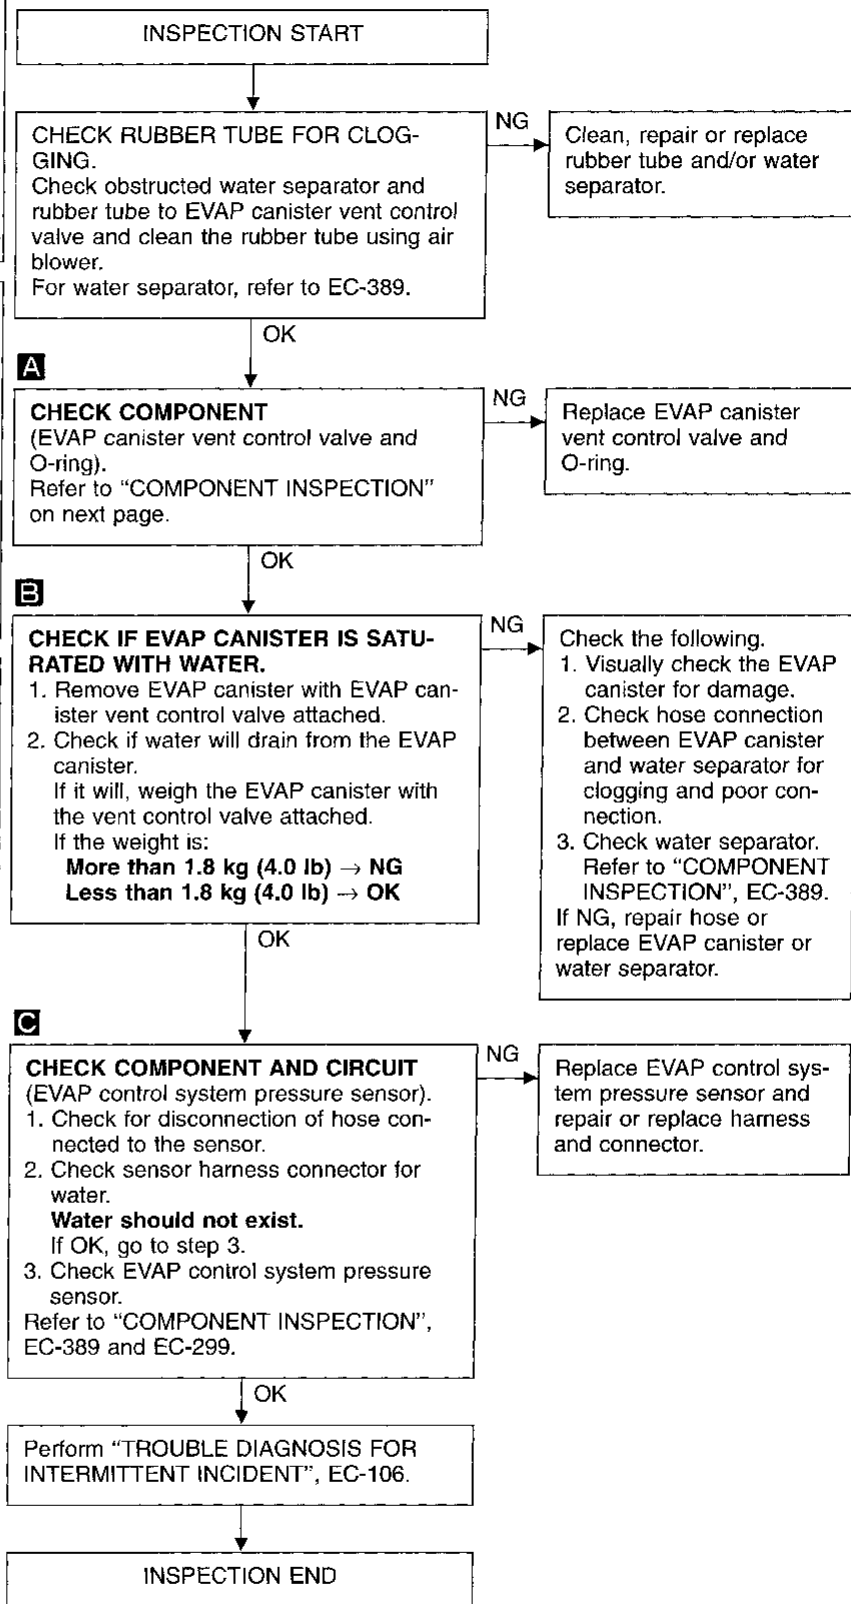 INSPECTION START
CHECK RUBBER TUBE FOR CLOG-
GING.
Check obstructed water separator and
rubber tube to EVAP canister vent control
valve and clean the rubber tube using air
blower.
For water separator, refer to EC-389.
NG
Clean, repair or replace
rubber tube and/or water
separator.
OK
A
CHECK COMPONENT
(EVAP canister vent control valve and
O-ring).
Refer to “COMPONENT INSPECTION”
on next page.
NG
Replace EVAP canister
vent control valve and
O-ring.
OK
B
CHECK IF EVAP CANISTER IS SATU-
RATED WITH WATER.
1. Remove EVAP canister with EVAP can-
ister vent control valve attached.
2. Check if water will drain from the EVAP
canister.
If it will, weigh the EVAP canister with
the vent control valve attached.
If the weight is:
More than 1.8 kg (4.0 lb) → NG
Less than 1.8 kg (4.0 lb) → OK
NG
Check the following.
1. Visually check the EVAP
canister for damage.
2. Check hose connection
between EVAP canister
and water separator for
clogging and poor con-
nection.
3. Check water separator.
Refer to “COMPONENT
INSPECTION”, EC-389.
If NG, repair hose or
replace EVAP canister or
water separator.
OK
C
CHECK COMPONENT AND CIRCUIT
(EVAP control system pressure sensor).
1. Check for disconnection of hose con-
nected to the sensor.
2. Check sensor harness connector for
water.
Water should not exist.
If OK, go to step 3.
3. Check EVAP control system pressure
sensor.
Refer to “COMPONENT INSPECTION”,
EC-389 and EC-299.
NG
Replace EVAP control sys-
tem pressure sensor and
repair or replace harness
and connector.
OK
Perform “TROUBLE DIAGNOSIS FOR
INTERMITTENT INCIDENT”, EC-106.
INSPECTION END